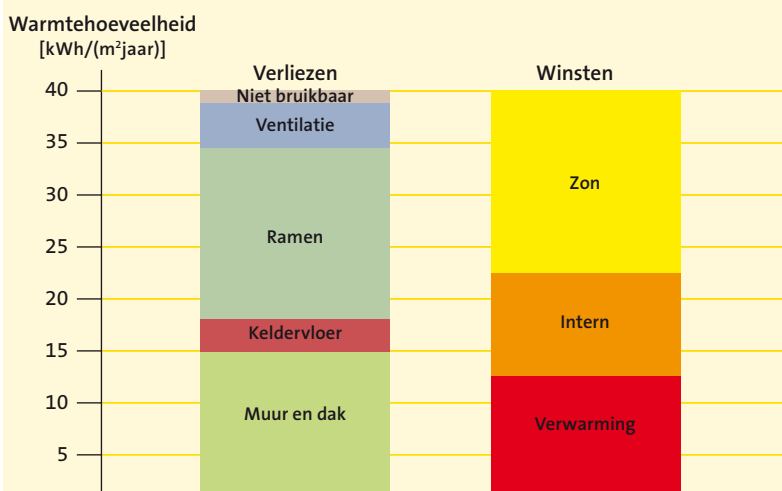 Warmtehoeveelheid
[kWh/(m²jaar)]
Verliezen
Winsten
40
35
30
25
20
15
10
5
Niet bruikbaar
Ventilatie
Ramen
Keldervloer
Muur en dak
Zon
Intern
Verwarming